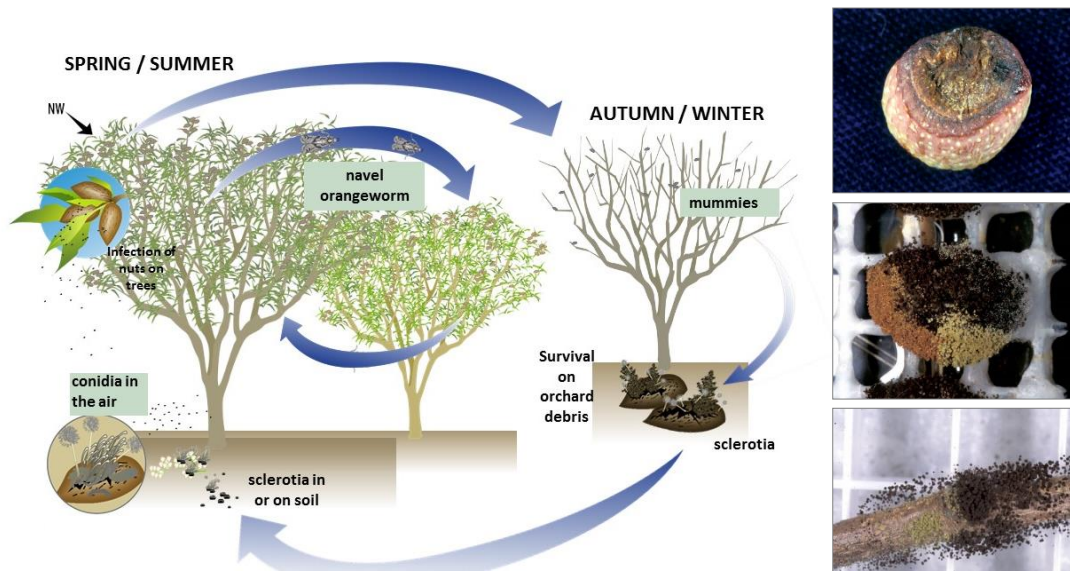 SPRING / SUMMER
NW
navel
orangeworm
Infection of
nuts on
trees
conidia in
the air
sclerotia in
or on soil
AUTUMN / WINTER
mummies
Survival
on
orchard
debris
sclerotia